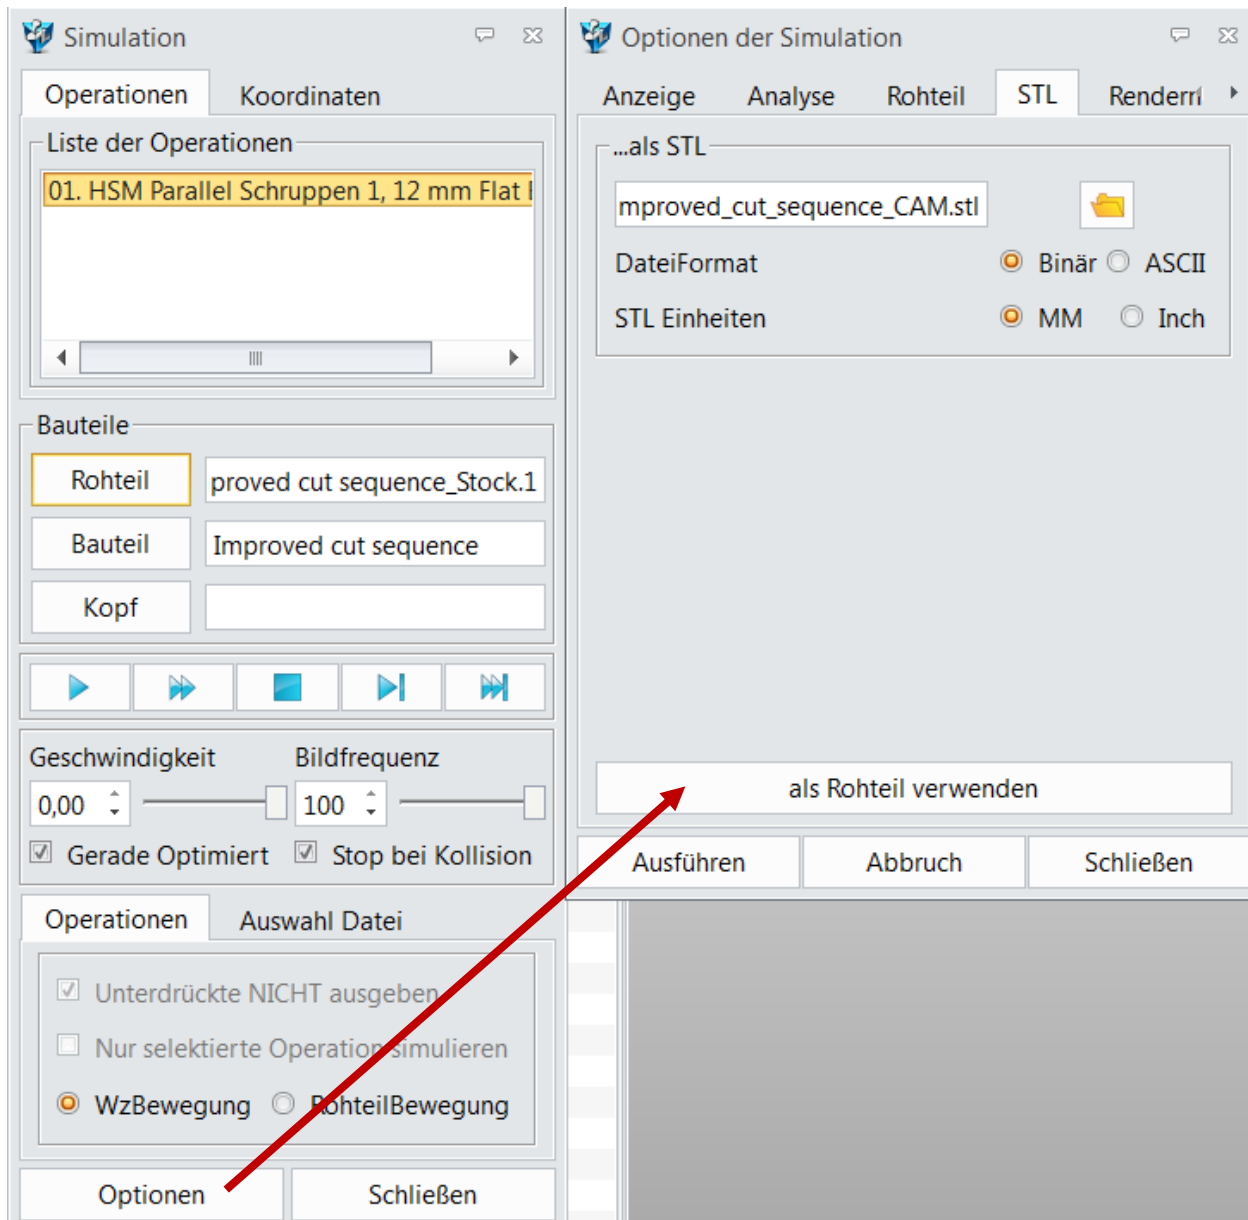 Simulation
Operationen Koordinaten
Liste der Operationen
01. HSM Parallel Schruppen 1, 12 mm Flat
Bauteile
Rohteil proved cut sequence_Stock.1
Bauteil Improved cut sequence
Kopf
Geschwindigkeit Bildfrequenz
0,00 100
Gerade Optimiert Stop bei Kollision
Operationen Auswahl Datei
Unterdrückte NICHT ausgeben
Nur selektierte Operation simulieren
WzBewegung RohteilBewegung
Optionen Schließen
Optionen der Simulation
Anzeige Analyse Rohteil STL Renderri
...als STL
mproved_cut_sequence_CAM.stl
DateiFormat Binär ASCII
STL Einheiten MM Inch
als Rohteil verwenden
Ausführen Abbruch Schließen